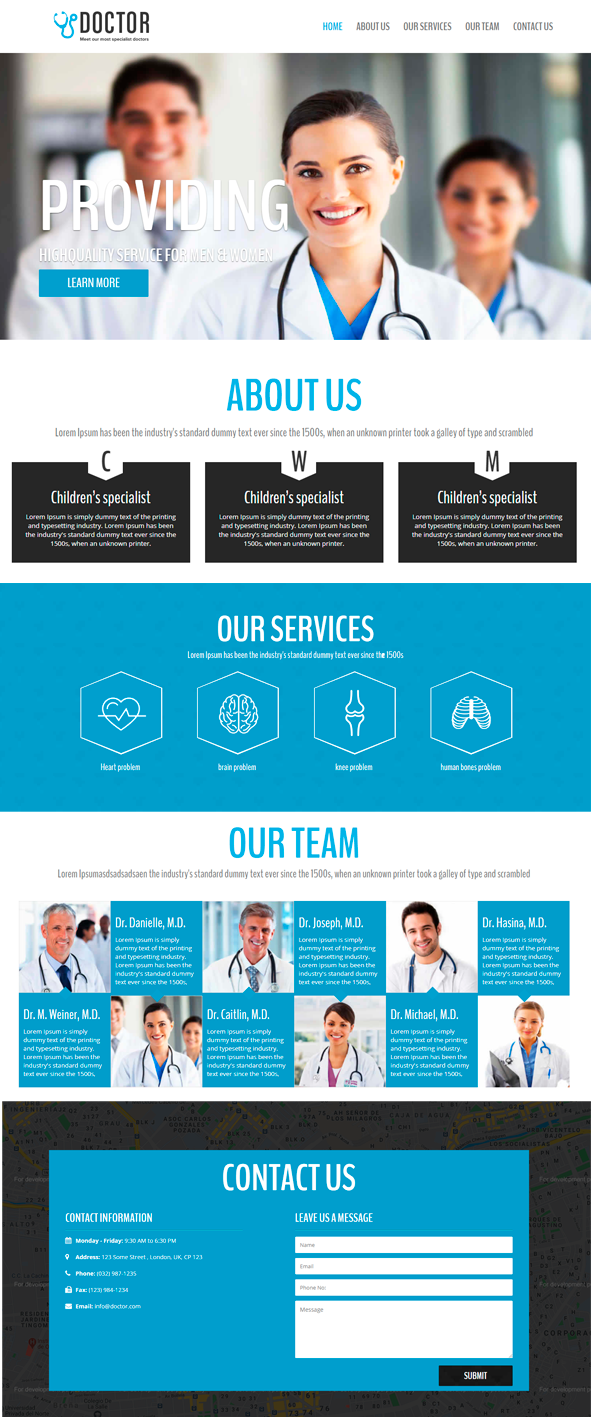 DOCTOR
Meet our most specialist doctors
HOME ABOUT US OUR SERVICES OUR TEAM CONTACT US
PROVIDING
HIGHQUALITY SERVICE FOR MEN & WOMEN
LEARN MORE
ABOUT US
Lorem Ipsum has been the industry's standard dummy text ever since the 1500s, when an unknown printer took a galley of type and scrambled
C
Children's specialist
Lorem Ipsum is simply dummy text of the printing
and typesetting industry. Lorem Ipsum has been
the industry's standard dummy text ever since the
1500s, when an unknown printer.
W
Children's specialist
Lorem Ipsum is simply dummy text of the printing
and typesetting industry. Lorem Ipsum has been
the industry's standard dummy text ever since the
1500s, when an unknown printer.
M
Children's specialist
Lorem Ipsum is simply dummy text of the printing
and typesetting industry. Lorem Ipsum has been
the industry's standard dummy text ever since the
1500s, when an unknown printer.
OUR SERVICES
Lorem Ipsum has been the industry's standard dummy text ever since the 1500s
Heart problem
brain problem
knee problem
human bones problem
OUR TEAM
Lorem Ipsumasdsadsadsaen the industry's standard dummy text ever since the 1500s, when an unknown printer took a galley of type and scrambled
Dr. Danielle, M.D.
Lorem Ipsum is simply
dummy text of the printing
and typesetting industry.
Lorem Ipsum has been the
industry's standard dummy
text ever since the 1500s,
Dr. Joseph, M.D.
Lorem Ipsum is simply
dummy text of the printing
and typesetting industry.
Lorem Ipsum has been the
industry's standard dummy
text ever since the 1500s,
Dr. Hasina, M.D.
Lorem Ipsum is simply
dummy text of the printing
and typesetting industry.
Lorem Ipsum has been the
industry's standard dummy
text ever since the 1500s,
Dr. M. Weiner, M.D.
Lorem Ipsum is simply
dummy text of the printing
and typesetting industry.
Lorem Ipsum has been the
industry's standard dummy
text ever since the 1500s,
Dr. Caitlin, M.D.
Lorem Ipsum is simply
dummy text of the printing
and typesetting industry.
Lorem Ipsum has been the
industry's standard dummy
text ever since the 1500s,
Dr. Michael, M.D.
Lorem Ipsum is simply
dummy text of the printing
and typesetting industry.
Lorem Ipsum has been the
industry's standard dummy
text ever since the 1500s,
CONTACT US
CONTACT INFORMATION
Monday - Friday: 9:30 AM to 6:30 PM
Address: 123 Some Street , London, UK, CP 123
Phone: (032) 987-1235
Fax: (123) 984-1234
Email: info@doctor.com
LEAVE US A MESSAGE
Name
Email
Phone No:
Message
SUBMIT